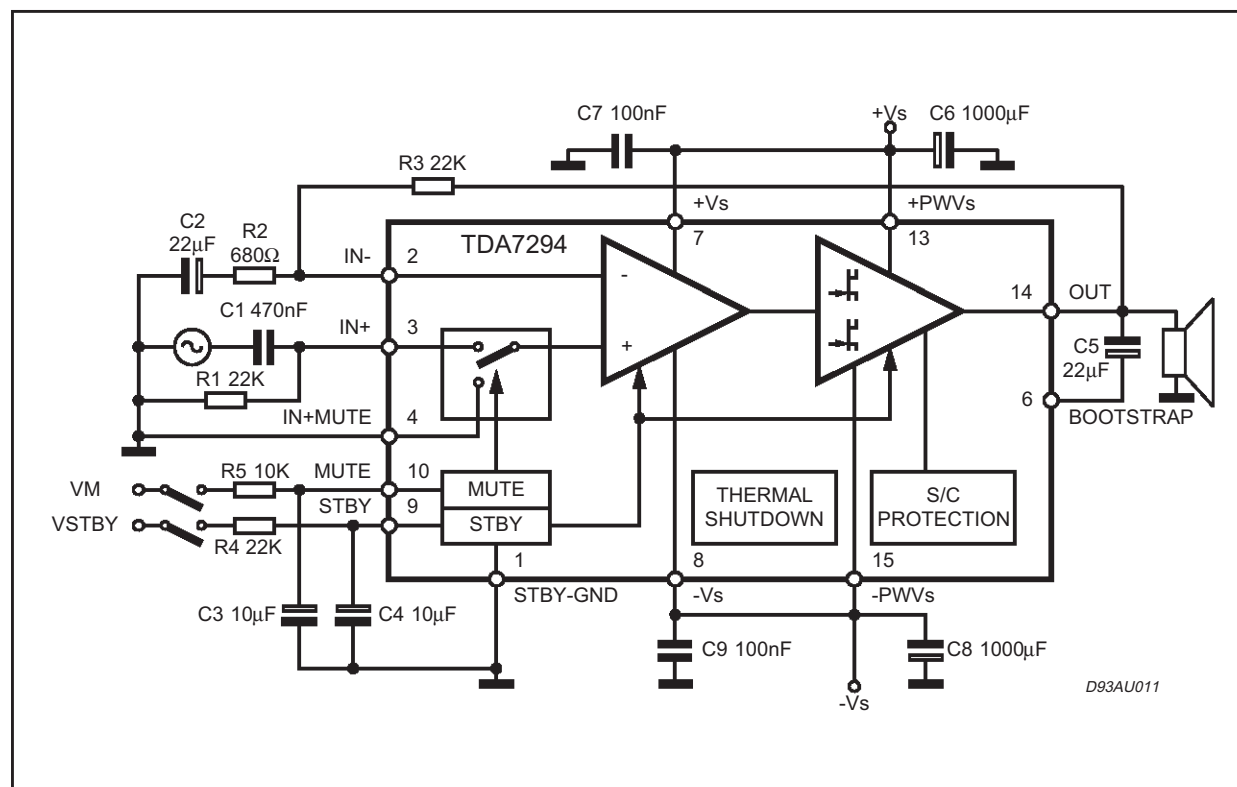 C7 100nF
+Vs
C6 1000µF
R3 22K
+Vs
+PWVs
C2
22µF
R2
680Ω
IN-
2
TDA7294
7
13
-
C1 470nF
IN+
3
+
14
OUT
C5
22µF
R1 22K
IN+MUTE
4
6
BOOTSTRAP
VM
R5 10K
MUTE
10
MUTE
THERMAL
SHUTDOWN
S/C
PROTECTION
VSTBY
R4 22K
STBY
9
STBY
1
8
15
STBY-GND
-Vs
-PWVs
C3 10µF
C4 10µF
C9 100nF
C8 1000µF
-Vs
D93AU011